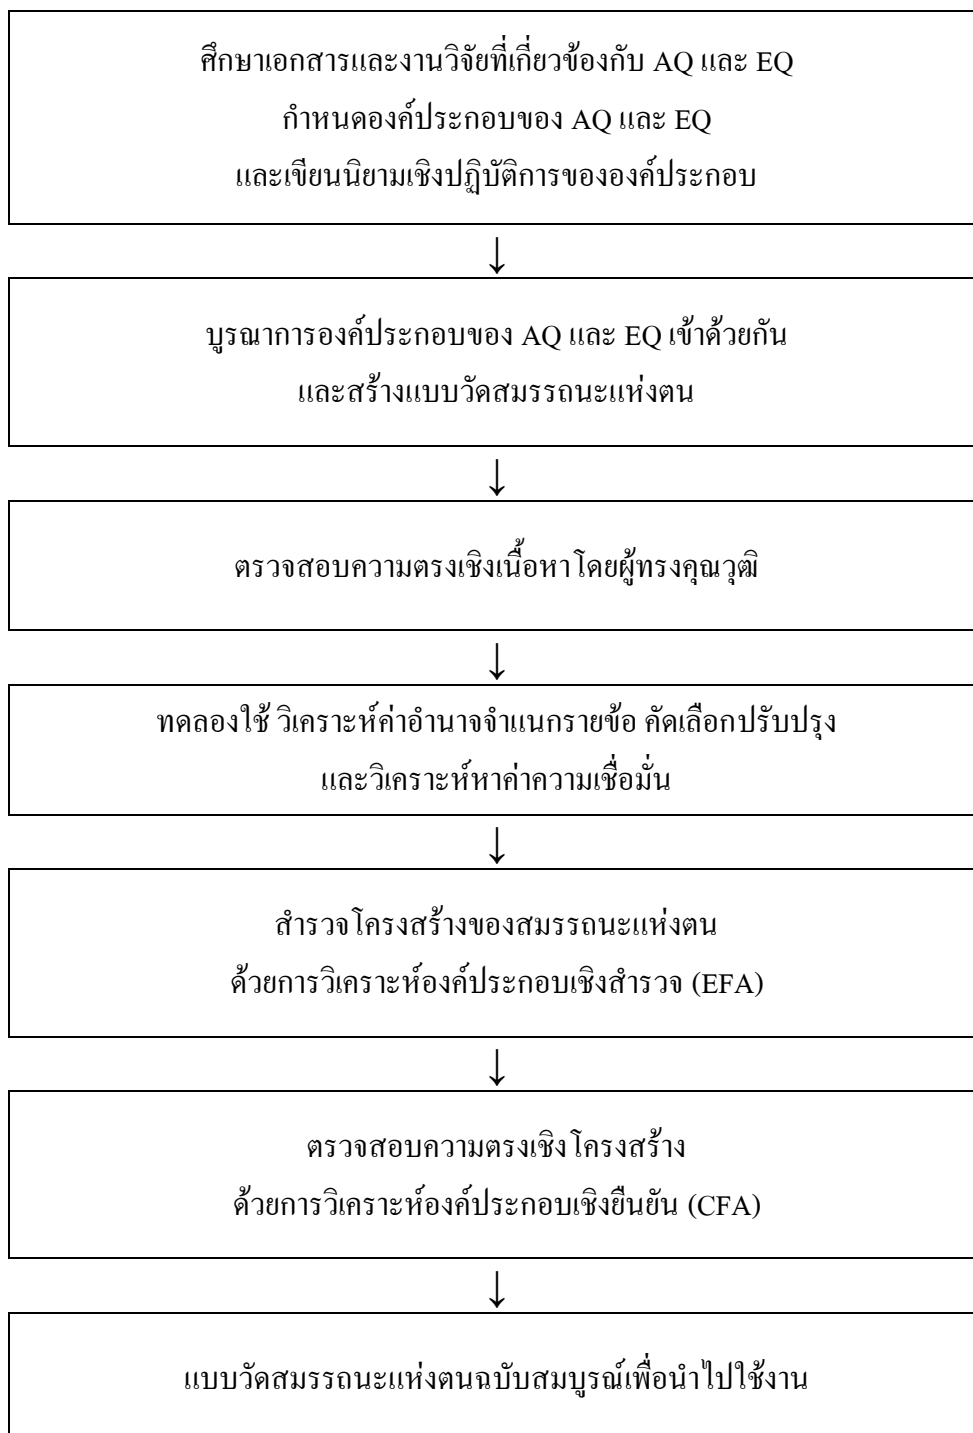 ศึกษาเอกสารและงานวิจัยที่เกี่ยวข้องกับ AQ และ EQ
กำหนดองค์ประกอบของ AQ และ EQ
และเขียนนิยามเชิงปฏิบัติการขององค์ประกอบ
↓
บูรณาการองค์ประกอบของ AQ และ EQ เข้าด้วยกัน
และสร้างแบบวัดสมรรถนะแห่งตน
↓
ตรวจสอบความตรงเชิงเนื้อหาโดยผู้ทรงคุณวุฒิ
↓
ทดลองใช้ วิเคราะห์ค่าอำนาจจำแนกรายข้อ คัดเลือกปรับปรุง
และวิเคราะห์หาค่าความเชื่อมั่น
↓
สำรวจโครงสร้างของสมรรถนะแห่งตน
ด้วยการวิเคราะห์องค์ประกอบเชิงสำรวจ (EFA)
↓
ตรวจสอบความตรงเชิงโครงสร้าง
ด้วยการวิเคราะห์องค์ประกอบเชิงยืนยัน (CFA)
↓
แบบวัดสมรรถนะแห่งตนฉบับสมบูรณ์เพื่อนำไปใช้งาน